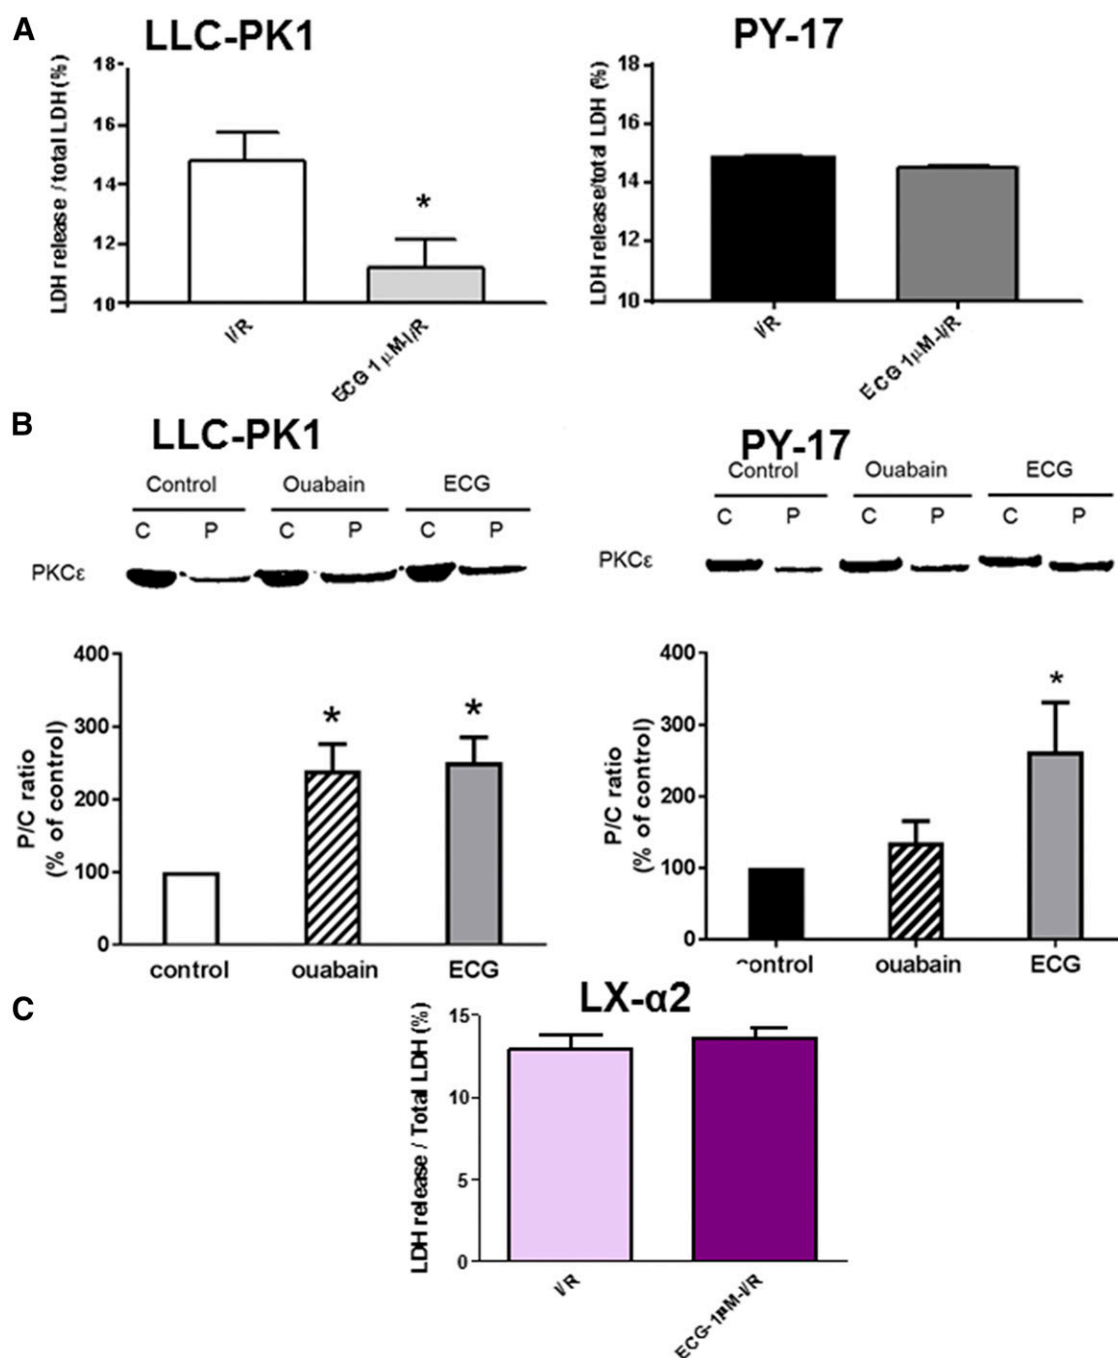 A
LLC-PK1
PY-17
LDH release / total LDH (%)
18
16
14
12
10
I/R
ECG 1 µM-I/R
LDH release/total LDH (%)
18
16
14
12
10
I/R
ECG 1 µM-I/R
*
B
LLC-PK1
PY-17
Control Ouabain ECG
C P C P C P
PKCε
Control Ouabain ECG
C P C P C P
PKCε
P/C ratio
(% of control)
400
300
200
100
0
* *
control ouabain ECG
P/C ratio
(% of control)
400
300
200
100
0
*
control ouabain ECG
C
LX-α2
LDH release / Total LDH (%)
15
10
5
0
I/R
ECG-1µM-I/R